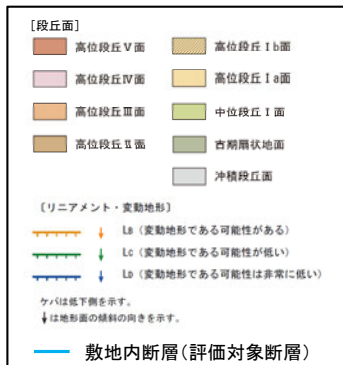 ［段丘面］
高位段丘Ⅴ面
高位段丘Ⅰb面
高位段丘Ⅳ面
高位段丘Ⅰa面
高位段丘Ⅲ面
中位段丘Ⅰ面
高位段丘Ⅱ面
古期扇状地面
沖積段丘面
〔リニアメント・変動地形〕
LB（変動地形である可能性がある）
LC（変動地形である可能性が低い）
LD（変動地形である可能性は非常に低い）
ケバは低下側を示す。
↓は地形面の傾斜の向きを示す。
敷地内断層（評価対象断層）